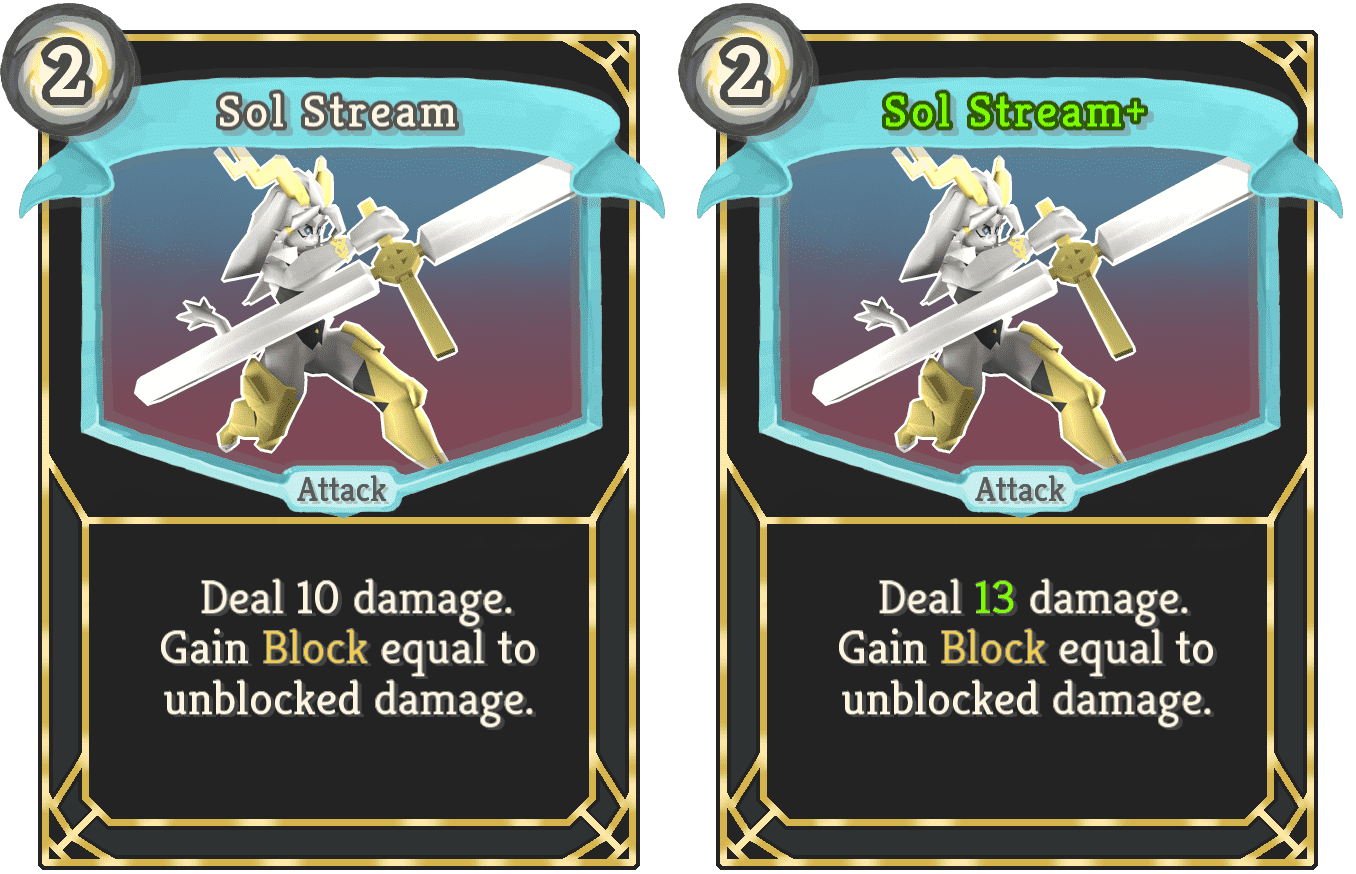 2
Sol Stream
Attack
Deal 10 damage.
Gain Block equal to
unblocked damage.
2
Sol Stream+
Attack
Deal 13 damage.
Gain Block equal to
unblocked damage.